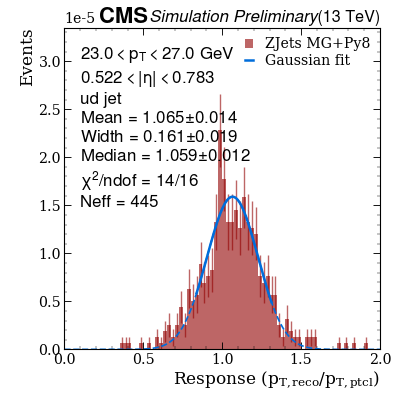 1e-5 CMS Simulation Preliminary (13 TeV)
Events
23.0 < p_T < 27.0 GeV
0.522 < |η| < 0.783
ud jet
Mean = 1.065±0.014
Width = 0.161±0.019
Median = 1.059±0.012
χ²/ndof = 14/16
Neff = 445
ZJets MG+Py8
Gaussian fit
3.0
2.5
2.0
1.5
1.0
0.5
0.0
0.0 0.5 1.0 1.5 2.0
Response (p_T,reco/p_T,ptcl)